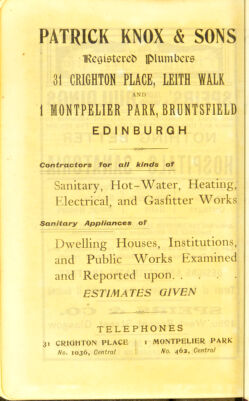 PATRICK KNOX & SONS
Registered Plumbers
31 CRIGHTON PLACE, LEITH WALK
AND
1 MONTPELIER PARK, BRUNTSFIELD
EDINBURGH
Contractors for all kinds of
Sanitary, Hot-Water, Heating,
Electrical, and Gasfitter Works
Sanitary Appliances of
Dwelling Houses, Institutions,
and Public Works Examined
and Reported upon. . . . .
ESTIMATES GIVEN
TELEPHONES
31 CRIGHTON PLACE | 1 MONTPELIER PARK
No. 1036, Central | No. 462, Central